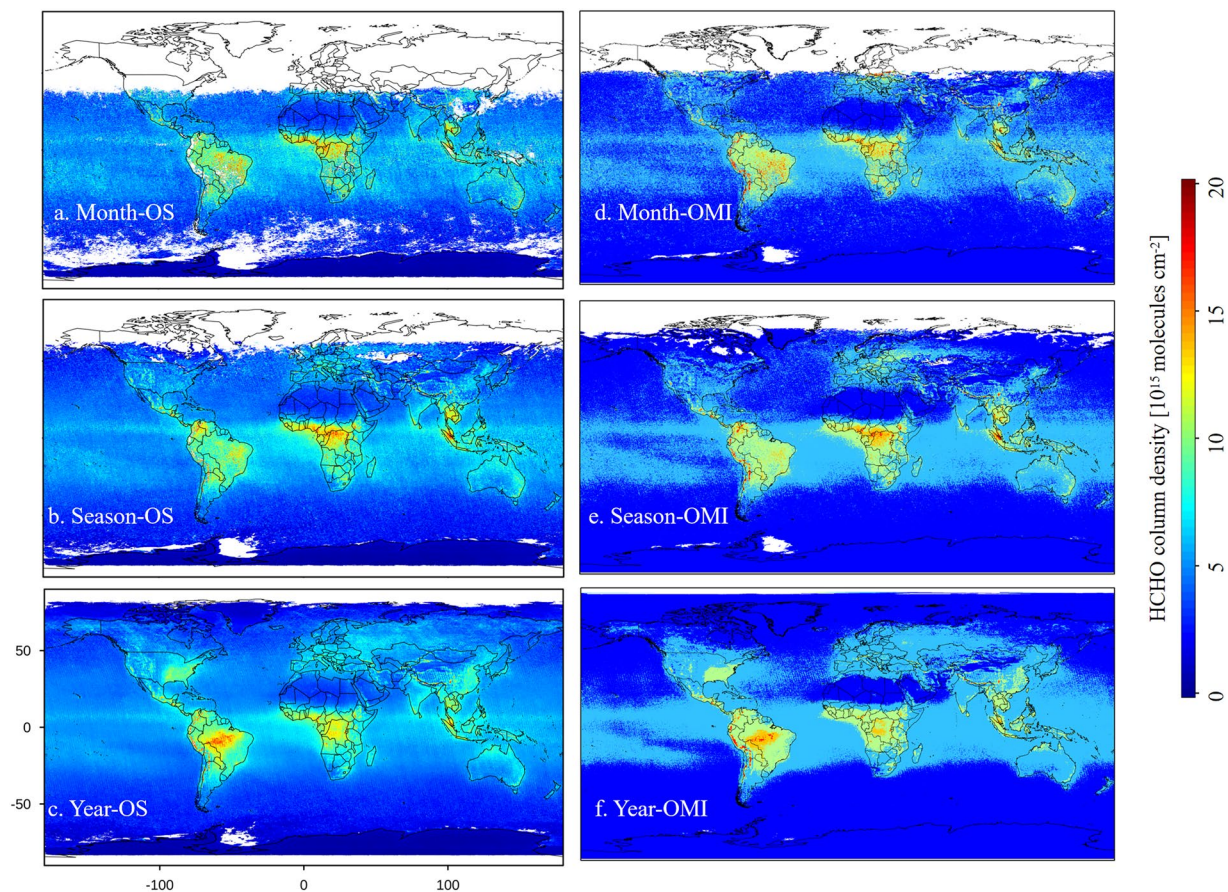 a. Month-OS
d. Month-OMI
b. Season-OS
e. Season-OMI
50
0
-50
c. Year-OS
f. Year-OMI
-100
0
100
HCHO column density [10¹⁵ molecules cm⁻²]
20
15
10
5
0